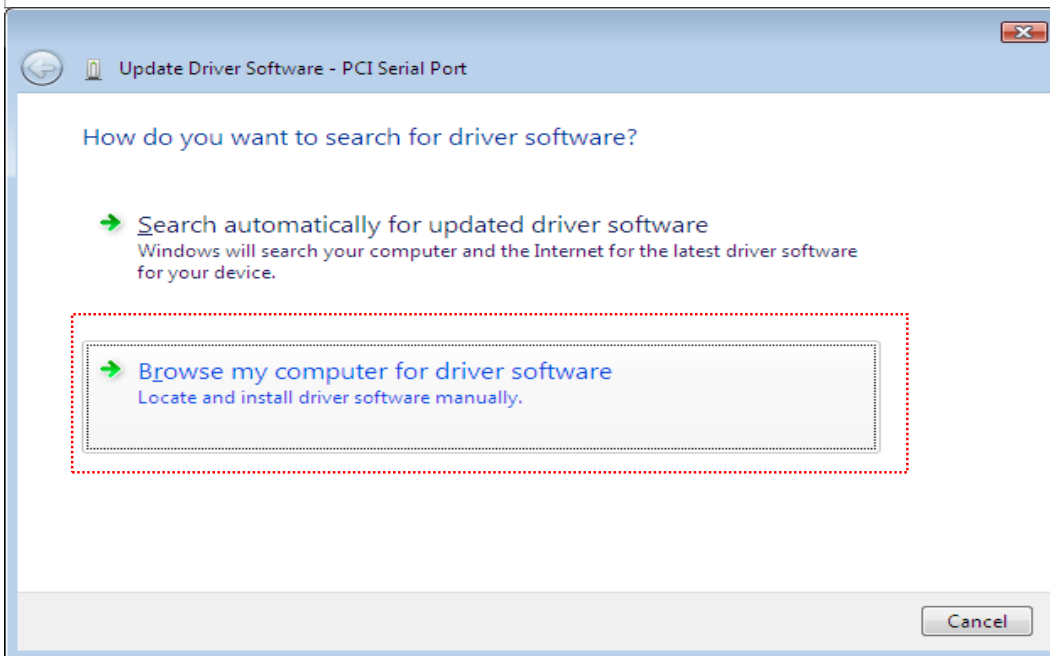 Update Driver Software - PCI Serial Port
How do you want to search for driver software?
Search automatically for updated driver software
Windows will search your computer and the Internet for the latest driver software
for your device.
Browse my computer for driver software
Locate and install driver software manually.
Cancel